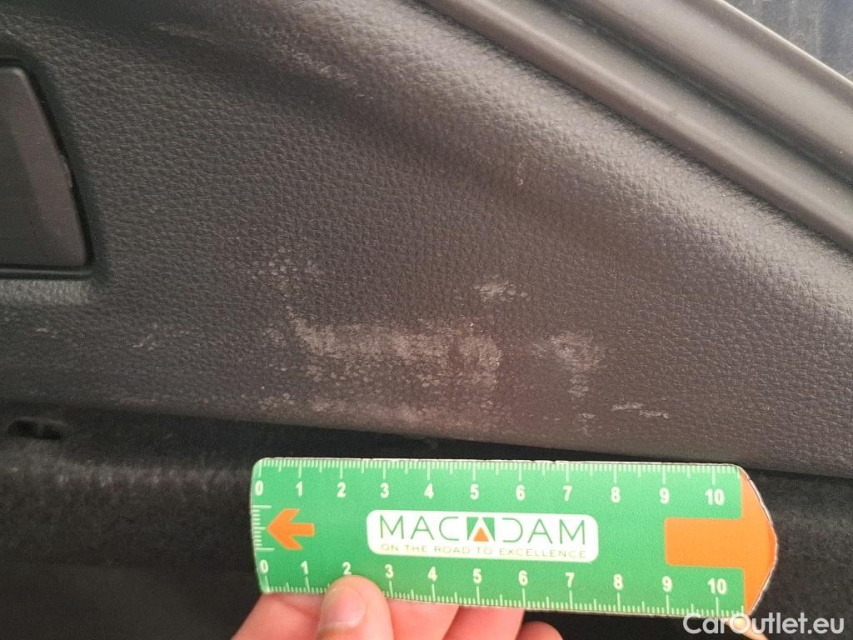 0 1 2 3 4 5 6 7 8 9 10
MACADAM
ON THE ROAD TO EXCELLENCE
0 1 2 3 4 5 6 7 8 9 10
CarOutlet.eu